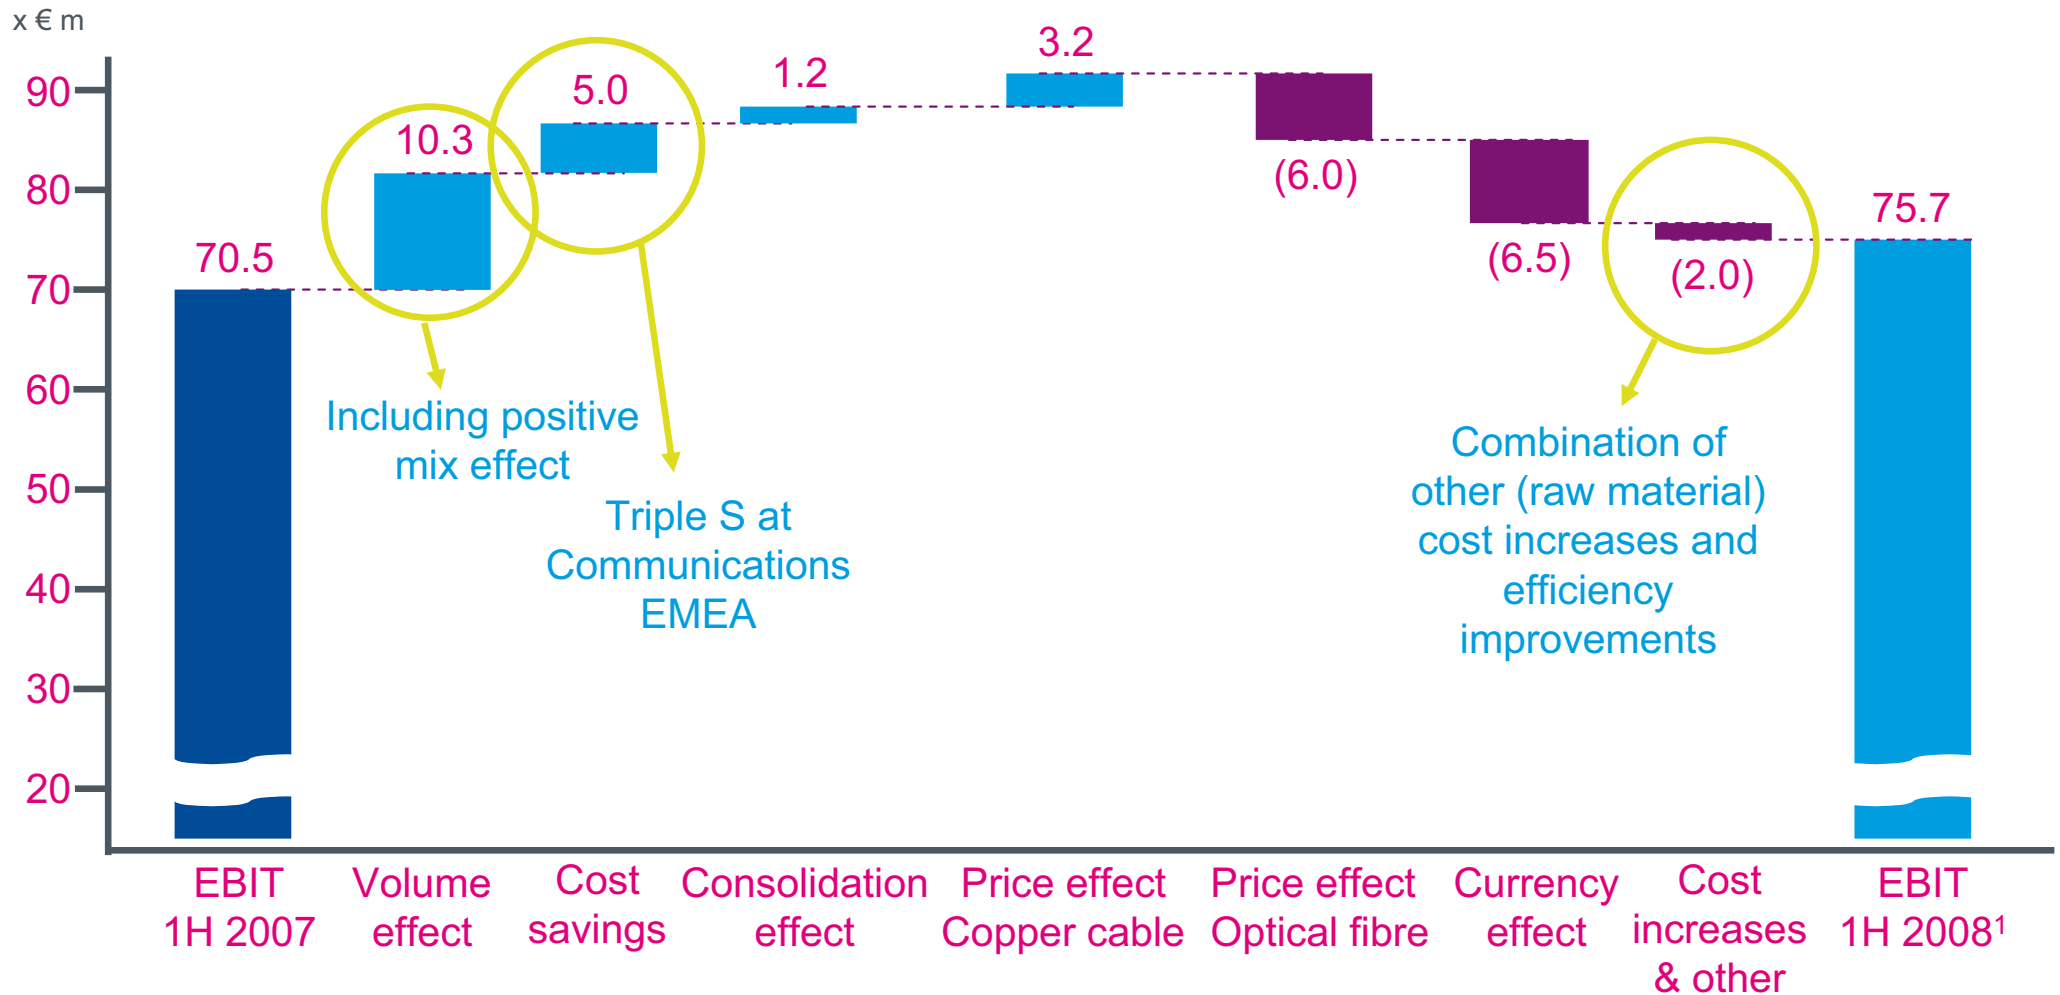 x € m
90
80
70
60
50
40
30
20
70.5
10.3
5.0
1.2
3.2
(6.0)
(6.5)
(2.0)
75.7
Including positive
mix effect
Triple S at
Communications
EMEA
Combination of
other (raw material)
cost increases and
efficiency
improvements
EBIT
1H 2007
Volume
effect
Cost
savings
Consolidation
effect
Price effect
Copper cable
Price effect
Optical fibre
Currency
effect
Cost
increases
& other
EBIT
1H 2008¹